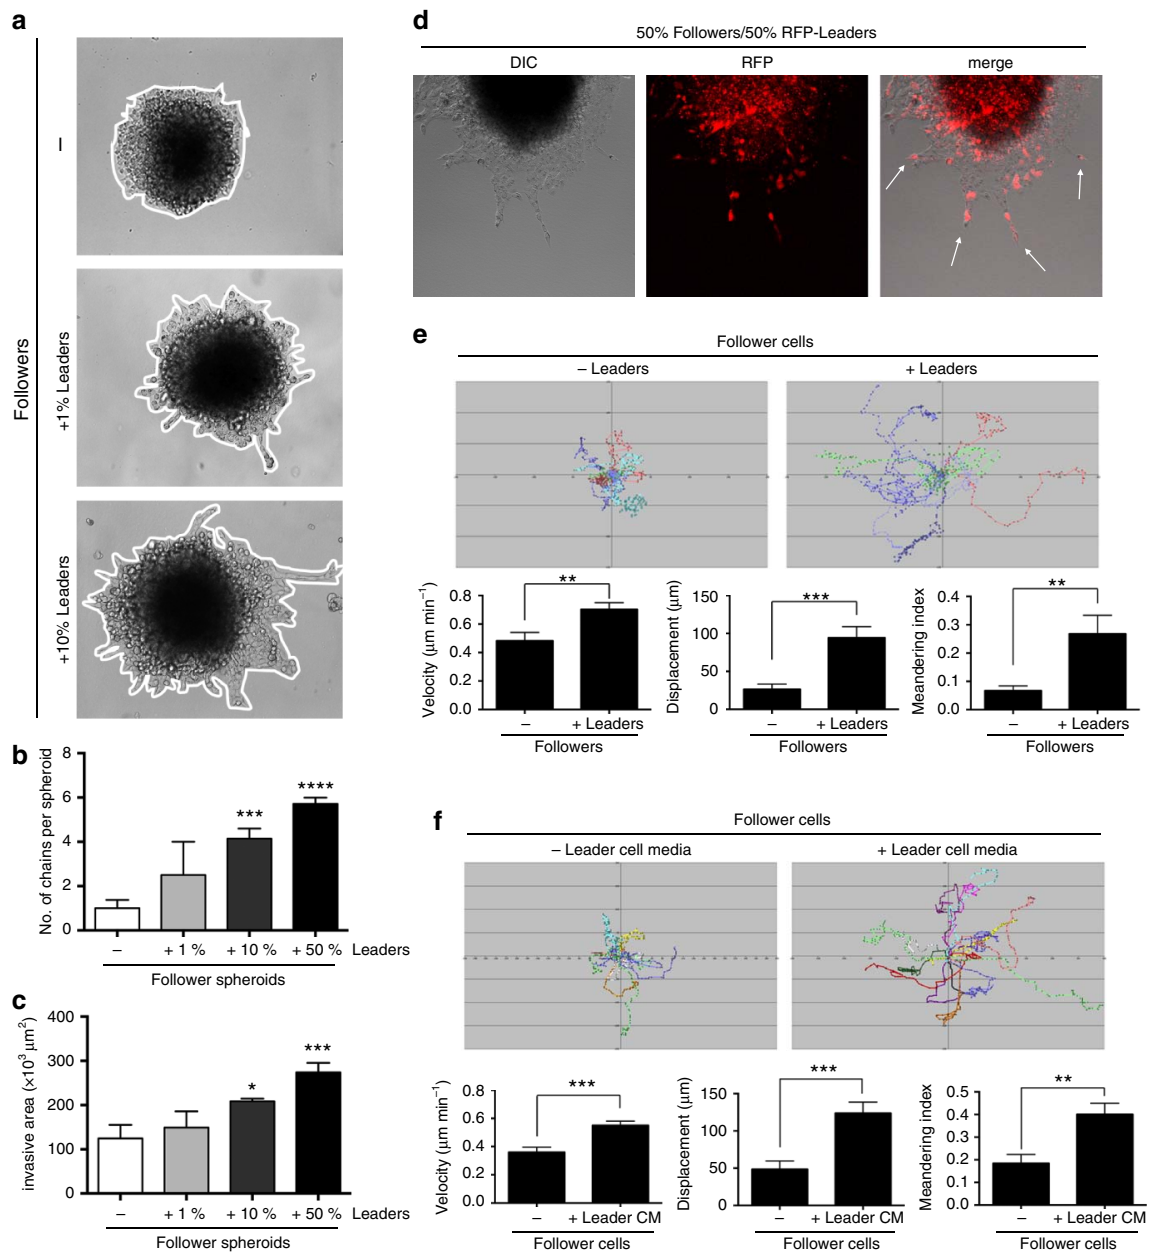 a
–
+1% Leaders
+10% Leaders
Followers
b
No. of chains per spheroid
8
6
4
2
0
***
****
– + 1 % + 10 % + 50 % Leaders
Follower spheroids
c
invasive area (×10³ μm²)
400
300
200
100
0
*
***
– + 1 % + 10 % + 50 % Leaders
Follower spheroids
d
50% Followers/50% RFP-Leaders
DIC RFP merge
e
Follower cells
– Leaders + Leaders
Velocity (μm min⁻¹)
0.8
0.6
0.4
0.2
0.0
**
– + Leaders
Followers
Displacement (μm)
150
100
50
0
***
– + Leaders
Followers
Meandering index
0.4
0.3
0.2
0.1
0.0
**
– + Leaders
Followers
f
Follower cells
– Leader cell media + Leader cell media
Velocity (μm min⁻¹)
0.8
0.6
0.4
0.2
0.0
***
– + Leader CM
Follower cells
Displacement (μm)
150
100
50
0
***
– + Leader CM
Follower cells
Meandering index
0.5
0.4
0.3
0.2
0.1
0.0
**
– + Leader CM
Follower cells